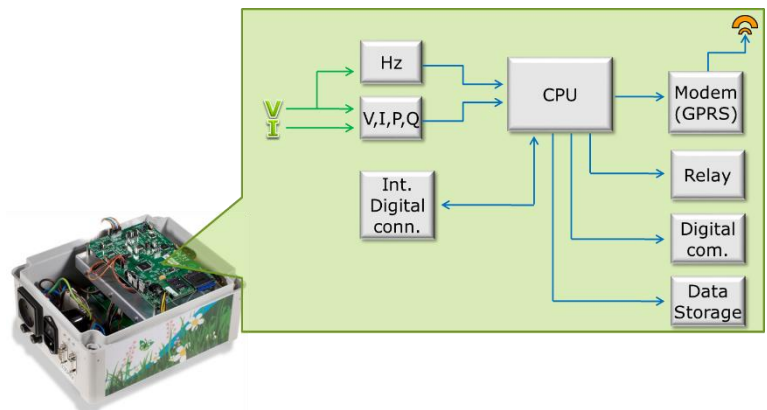 Hz
CPU
Modem
(GPRS)
V
I
V,I,P,Q
Int.
Digital
conn.
Relay
Digital
com.
Data
Storage